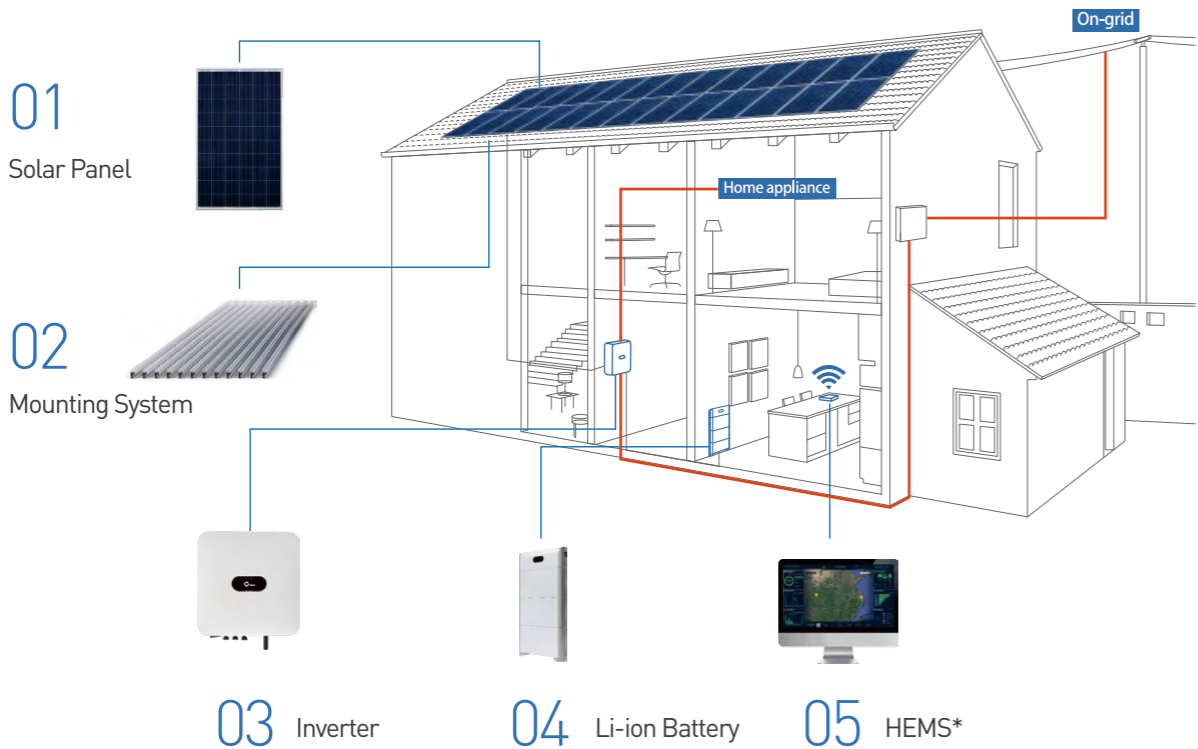 On-grid
01
Solar Panel
Home appliance
02
Mounting System
03 Inverter
04 Li-ion Battery
05 HEMS*